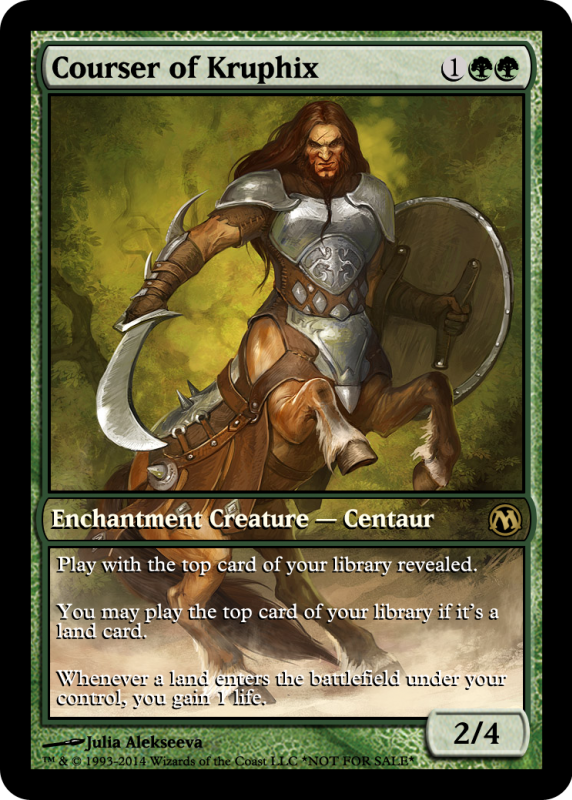 Courser of Kruphix 1
Enchantment Creature — Centaur
Play with the top card of your library revealed.
You may play the top card of your library if it's a
land card.
Whenever a land enters the battlefield under your
control, you gain 1 life.
2/4
Julia Alekseeva
™ & © 1993-2014 Wizards of the Coast LLC *NOT FOR SALE*